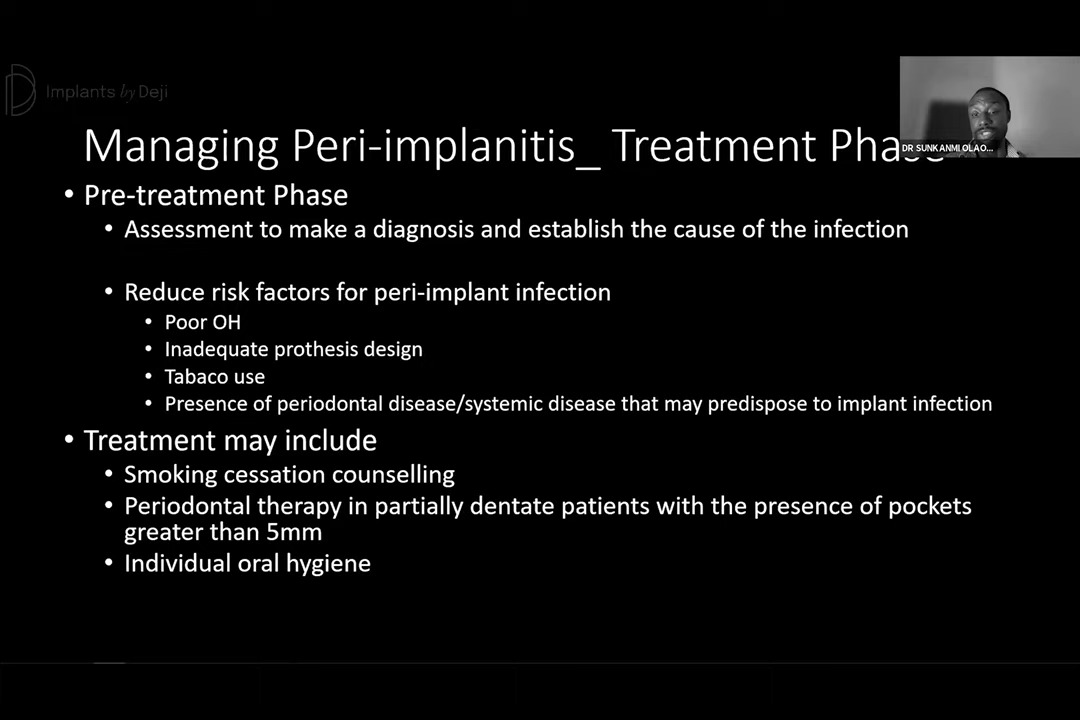 Implants by Deji
DR SUNKANMI OLAO...
Managing Peri-implanitis_ Treatment Phase
• Pre-treatment Phase
• Assessment to make a diagnosis and establish the cause of the infection
• Reduce risk factors for peri-implant infection
• Poor OH
• Inadequate prothesis design
• Tabaco use
• Presence of periodontal disease/systemic disease that may predispose to implant infection
• Treatment may include
• Smoking cessation counselling
• Periodontal therapy in partially dentate patients with the presence of pockets
greater than 5mm
• Individual oral hygiene